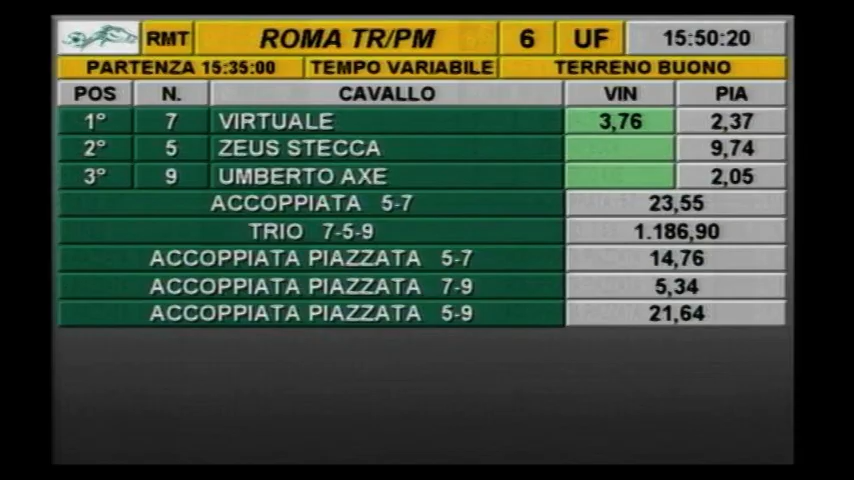 RMT ROMA TR/PM 6 UF 15:50:20
PARTENZA 15:35:00 TEMPO VARIABILE TERRENO BUONO
POS N. CAVALLO VIN PIA
1° 7 VIRTUALE 3,76 2,37
2° 5 ZEUS STECCA 9,74
3° 9 UMBERTO AXE 2,05
ACCOPPIATA 5-7 23,55
TRIO 7-5-9 1.186,90
ACCOPPIATA PIAZZATA 5-7 14,76
ACCOPPIATA PIAZZATA 7-9 5,34
ACCOPPIATA PIAZZATA 5-9 21,64